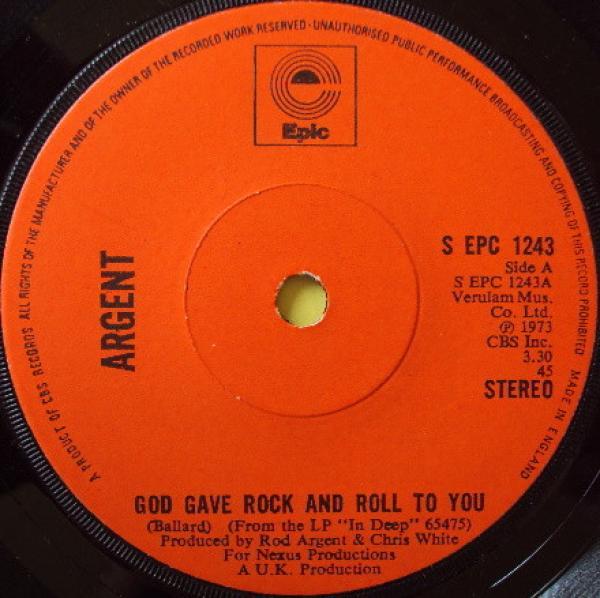 ALL RIGHTS OF THE MANUFACTURER AND OF THE OWNER OF THE RECORDED WORK RESERVED · UNAUTHORISED PUBLIC PERFORMANCE BROADCASTING AND COPYING OF THIS RECORD PROHIBITED
MADE IN ENGLAND
A PRODUCT OF CBS RECORDS
Epic
ARGENT
S EPC 1243
Side A
S EPC 1243A
Verulam Mus.
Co. Ltd.
℗ 1973
CBS Inc.
3.30
45
STEREO
GOD GAVE ROCK AND ROLL TO YOU
(Ballard) (From the LP "In Deep" 65475)
Produced by Rod Argent & Chris White
For Nexus Productions
A U.K. Production